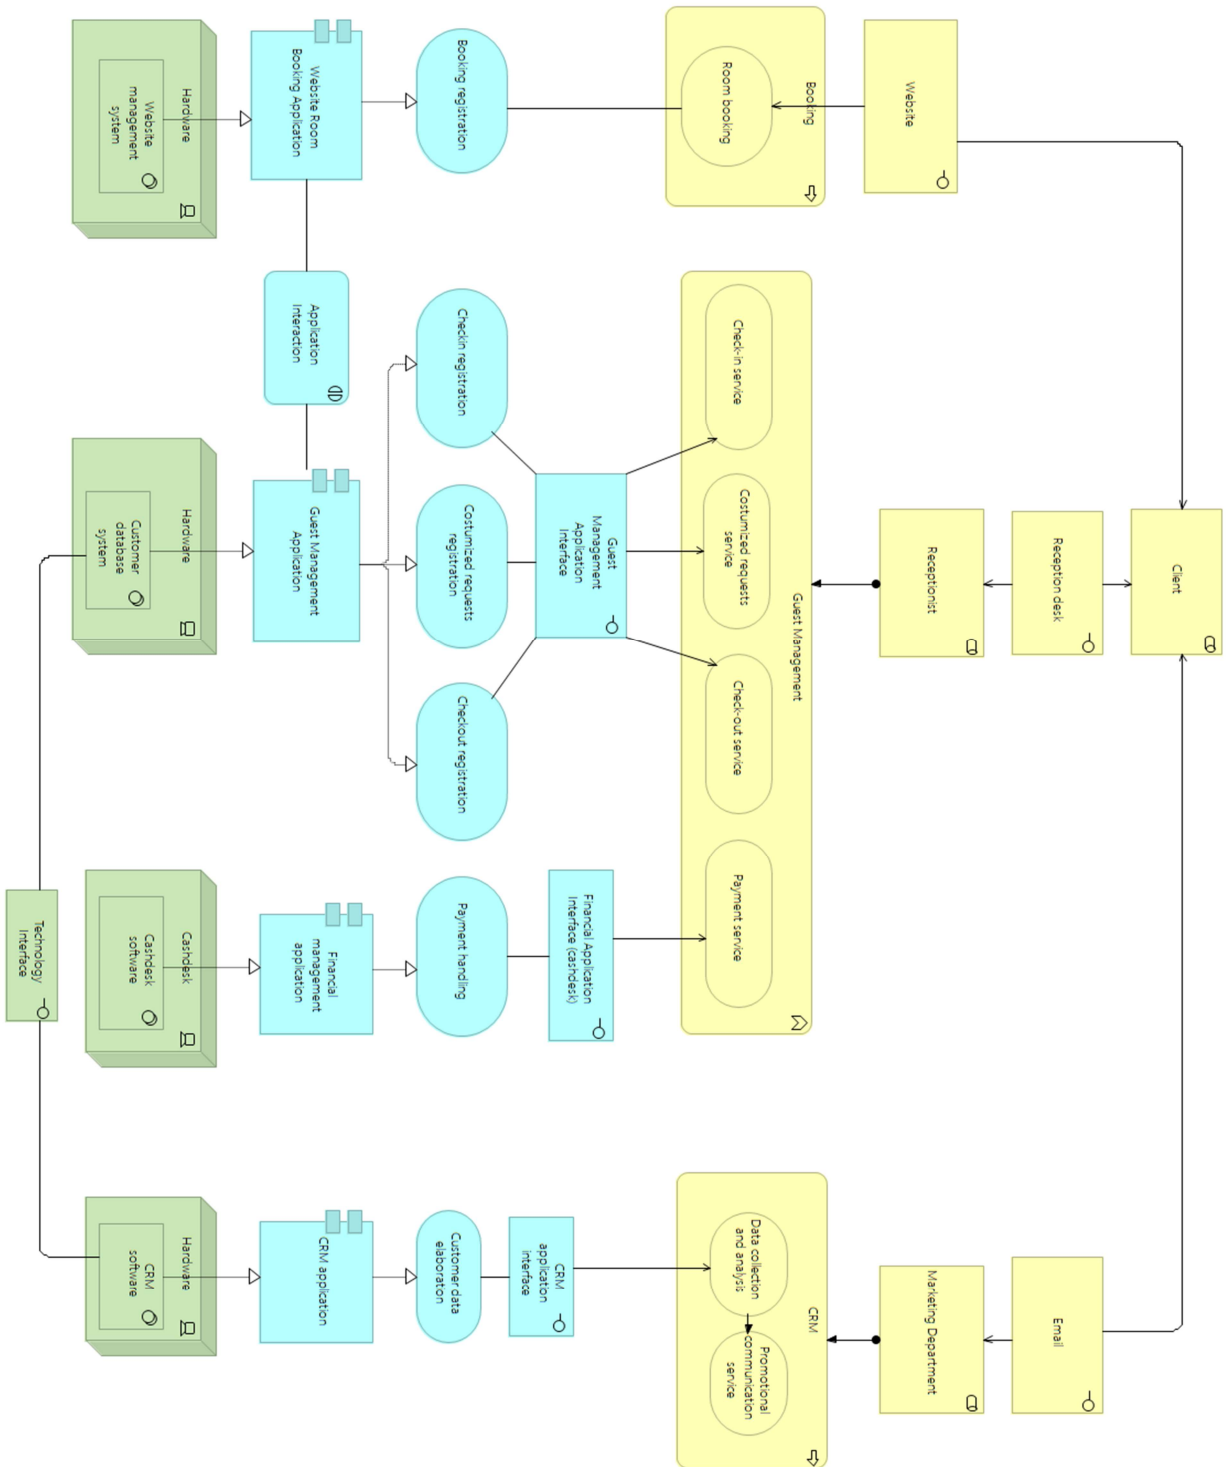 Client
Website
Reception desk
Email
Receptionist
Marketing Department
Booking
Room booking
Guest Management
Check-in service
Costumized requests
service
Check-out service
Payment service
CRM
Data collection
and analysis
Promotional
communication
service
Guest
Management
Application
Interface
Financial Application
Interface (cashdesk)
CRM
application
interface
Booking registration
Checkin registration
Costumized requests
registration
Checkout registration
Payment handling
Customer data
elaboration
Website Room
Booking Application
Application
Interaction
Guest Management
Application
Financial
management
application
CRM application
Hardware
Website
management
system
Hardware
Customer
database
system
Cashdesk
Cashdesk
software
Hardware
CRM
software
Technology
Interface